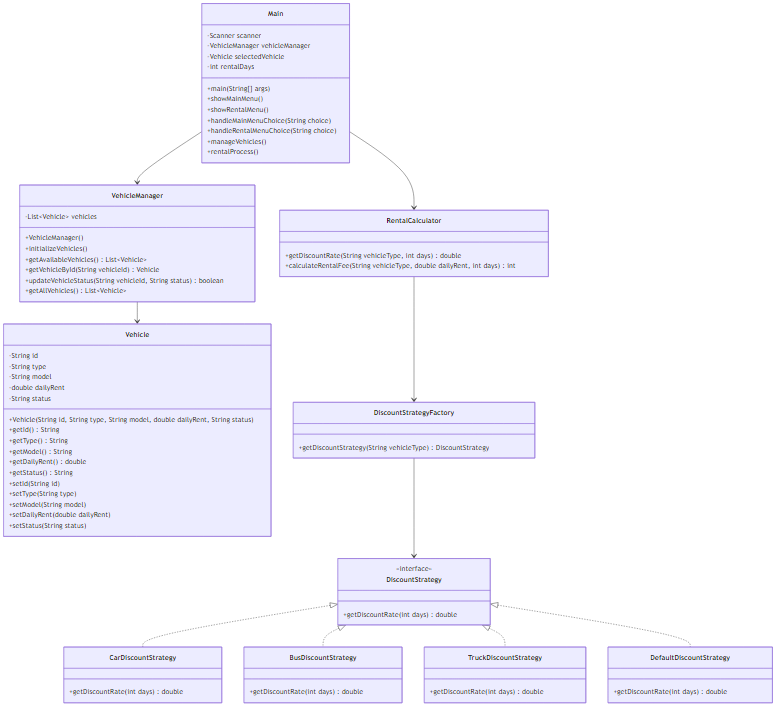 Main
-Scanner scanner
-VehicleManager vehicleManager
-Vehicle selectedVehicle
-int rentalDays
+main(String[] args)
+showMainMenu()
+showRentalMenu()
+handleMainMenuChoice(String choice)
+handleRentalMenuChoice(String choice)
+manageVehicles()
+rentalProcess()
VehicleManager
-List<Vehicle> vehicles
+VehicleManager()
+initializeVehicles()
+getAvailableVehicles() : List<Vehicle>
+getVehicleById(String vehicleId) : Vehicle
+updateVehicleStatus(String vehicleId, String status) : boolean
+getAllVehicles() : List<Vehicle>
RentalCalculator
+getDiscountRate(String vehicleType, int days) : double
+calculateRentalFee(String vehicleType, double dailyRent, int days) : int
Vehicle
-String id
-String type
-String model
-double dailyRent
-String status
+Vehicle(String id, String type, String model, double dailyRent, String status)
+getId() : String
+getType() : String
+getModel() : String
+getDailyRent() : double
+getStatus() : String
+setId(String id)
+setType(String type)
+setModel(String model)
+setDailyRent(double dailyRent)
+setStatus(String status)
DiscountStrategyFactory
+getDiscountStrategy(String vehicleType) : DiscountStrategy
«interface»
DiscountStrategy
+getDiscountRate(int days) : double
CarDiscountStrategy
+getDiscountRate(int days) : double
BusDiscountStrategy
+getDiscountRate(int days) : double
TruckDiscountStrategy
+getDiscountRate(int days) : double
DefaultDiscountStrategy
+getDiscountRate(int days) : double